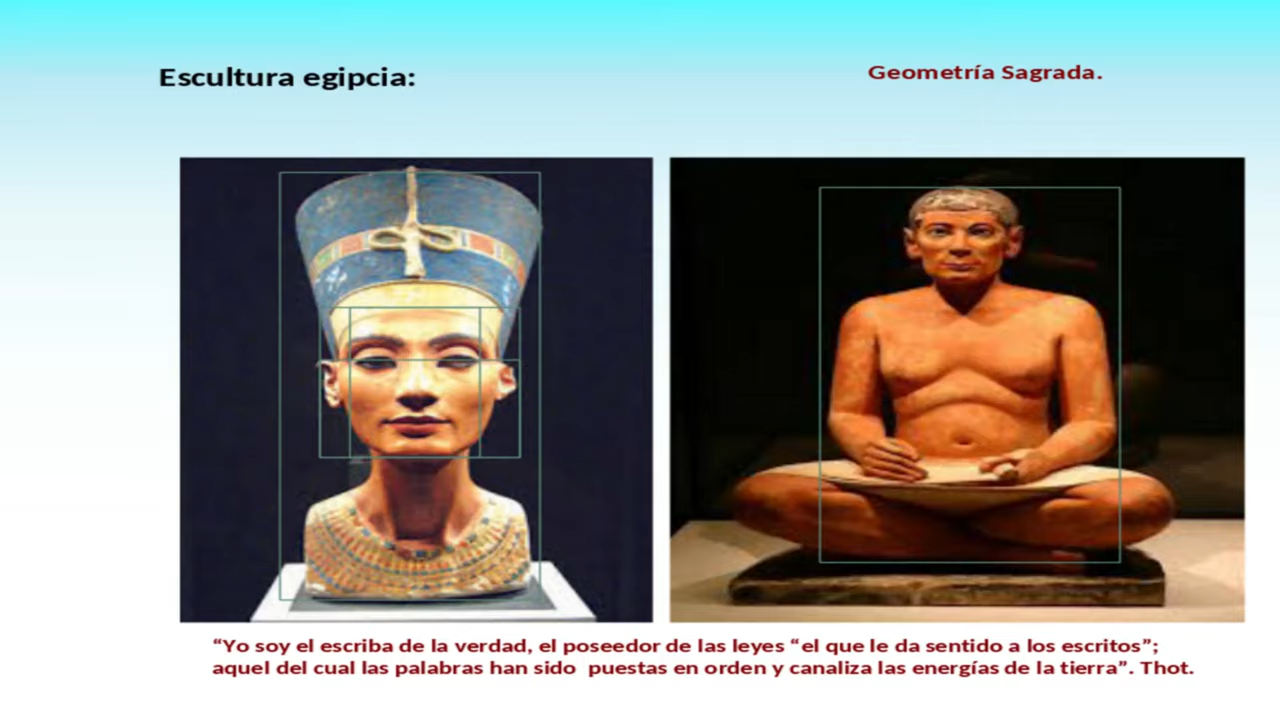 Escultura egipcia:
Geometría Sagrada.
“Yo soy el escriba de la verdad, el poseedor de las leyes “el que le da sentido a los escritos”;
aquel del cual las palabras han sido  puestas en orden y canaliza las energías de la tierra”. Thot.